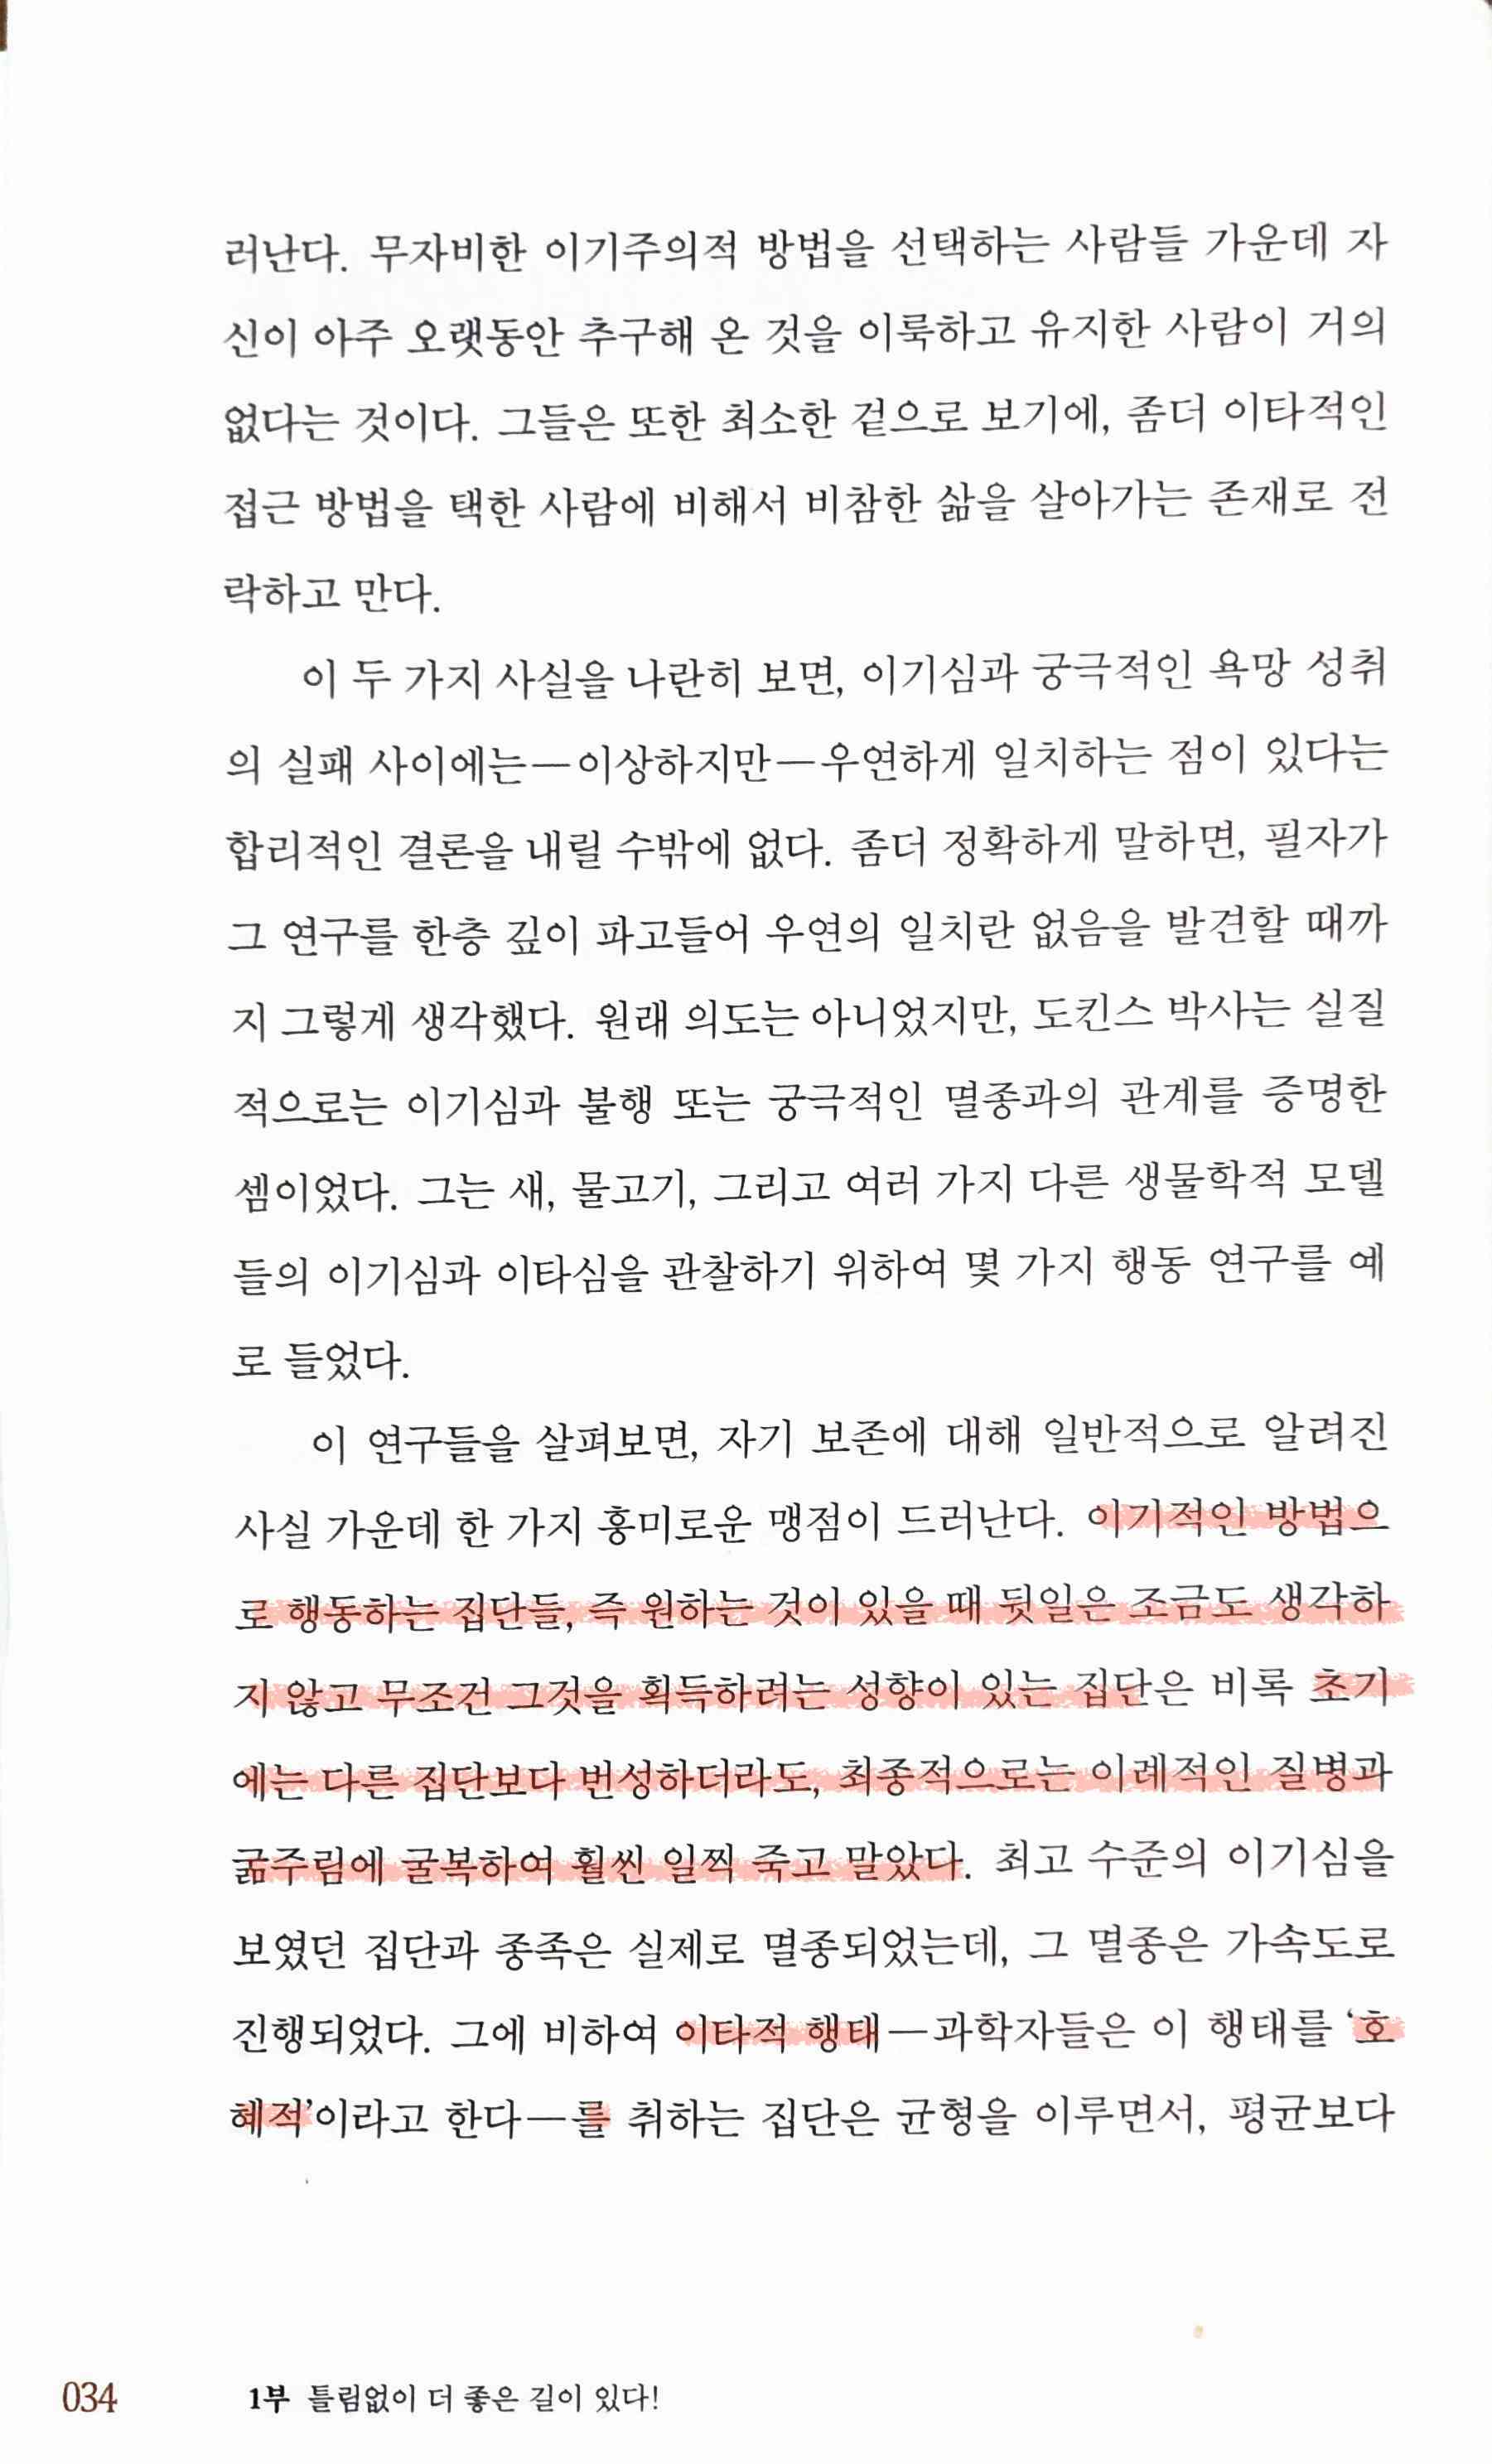 러난다. 무자비한 이기주의적 방법을 선택하는 사람들 가운데 자
신이 아주 오랫동안 추구해 온 것을 이룩하고 유지한 사람이 거의
없다는 것이다. 그들은 또한 최소한 겉으로 보기에, 좀더 이타적인
접근 방법을 택한 사람에 비해서 비참한 삶을 살아가는 존재로 전
락하고 만다.
이 두 가지 사실을 나란히 보면, 이기심과 궁극적인 욕망 성취
의 실패 사이에는—이상하지만—우연하게 일치하는 점이 있다는
합리적인 결론을 내릴 수밖에 없다. 좀더 정확하게 말하면, 필자가
그 연구를 한층 깊이 파고들어 우연의 일치란 없음을 발견할 때까
지 그렇게 생각했다. 원래 의도는 아니었지만, 도킨스 박사는 실질
적으로는 이기심과 불행 또는 궁극적인 멸종과의 관계를 증명한
셈이었다. 그는 새, 물고기, 그리고 여러 가지 다른 생물학적 모델
들의 이기심과 이타심을 관찰하기 위하여 몇 가지 행동 연구를 예
로 들었다.
이 연구들을 살펴보면, 자기 보존에 대해 일반적으로 알려진
사실 가운데 한 가지 흥미로운 맹점이 드러난다. 이기적인 방법으
로 행동하는 집단들, 즉 원하는 것이 있을 때 뒷일은 조금도 생각하
지 않고 무조건 그것을 획득하려는 성향이 있는 집단은 비록 초기
에는 다른 집단보다 번성하더라도, 최종적으로는 이례적인 질병과
굶주림에 굴복하여 훨씬 일찍 죽고 말았다. 최고 수준의 이기심을
보였던 집단과 종족은 실제로 멸종되었는데, 그 멸종은 가속도로
진행되었다. 그에 비하여 이타적 행태—과학자들은 이 행태를 ‘호
혜적’이라고 한다—를 취하는 집단은 균형을 이루면서, 평균보다
034 1부 틀림없이 더 좋은 길이 있다!